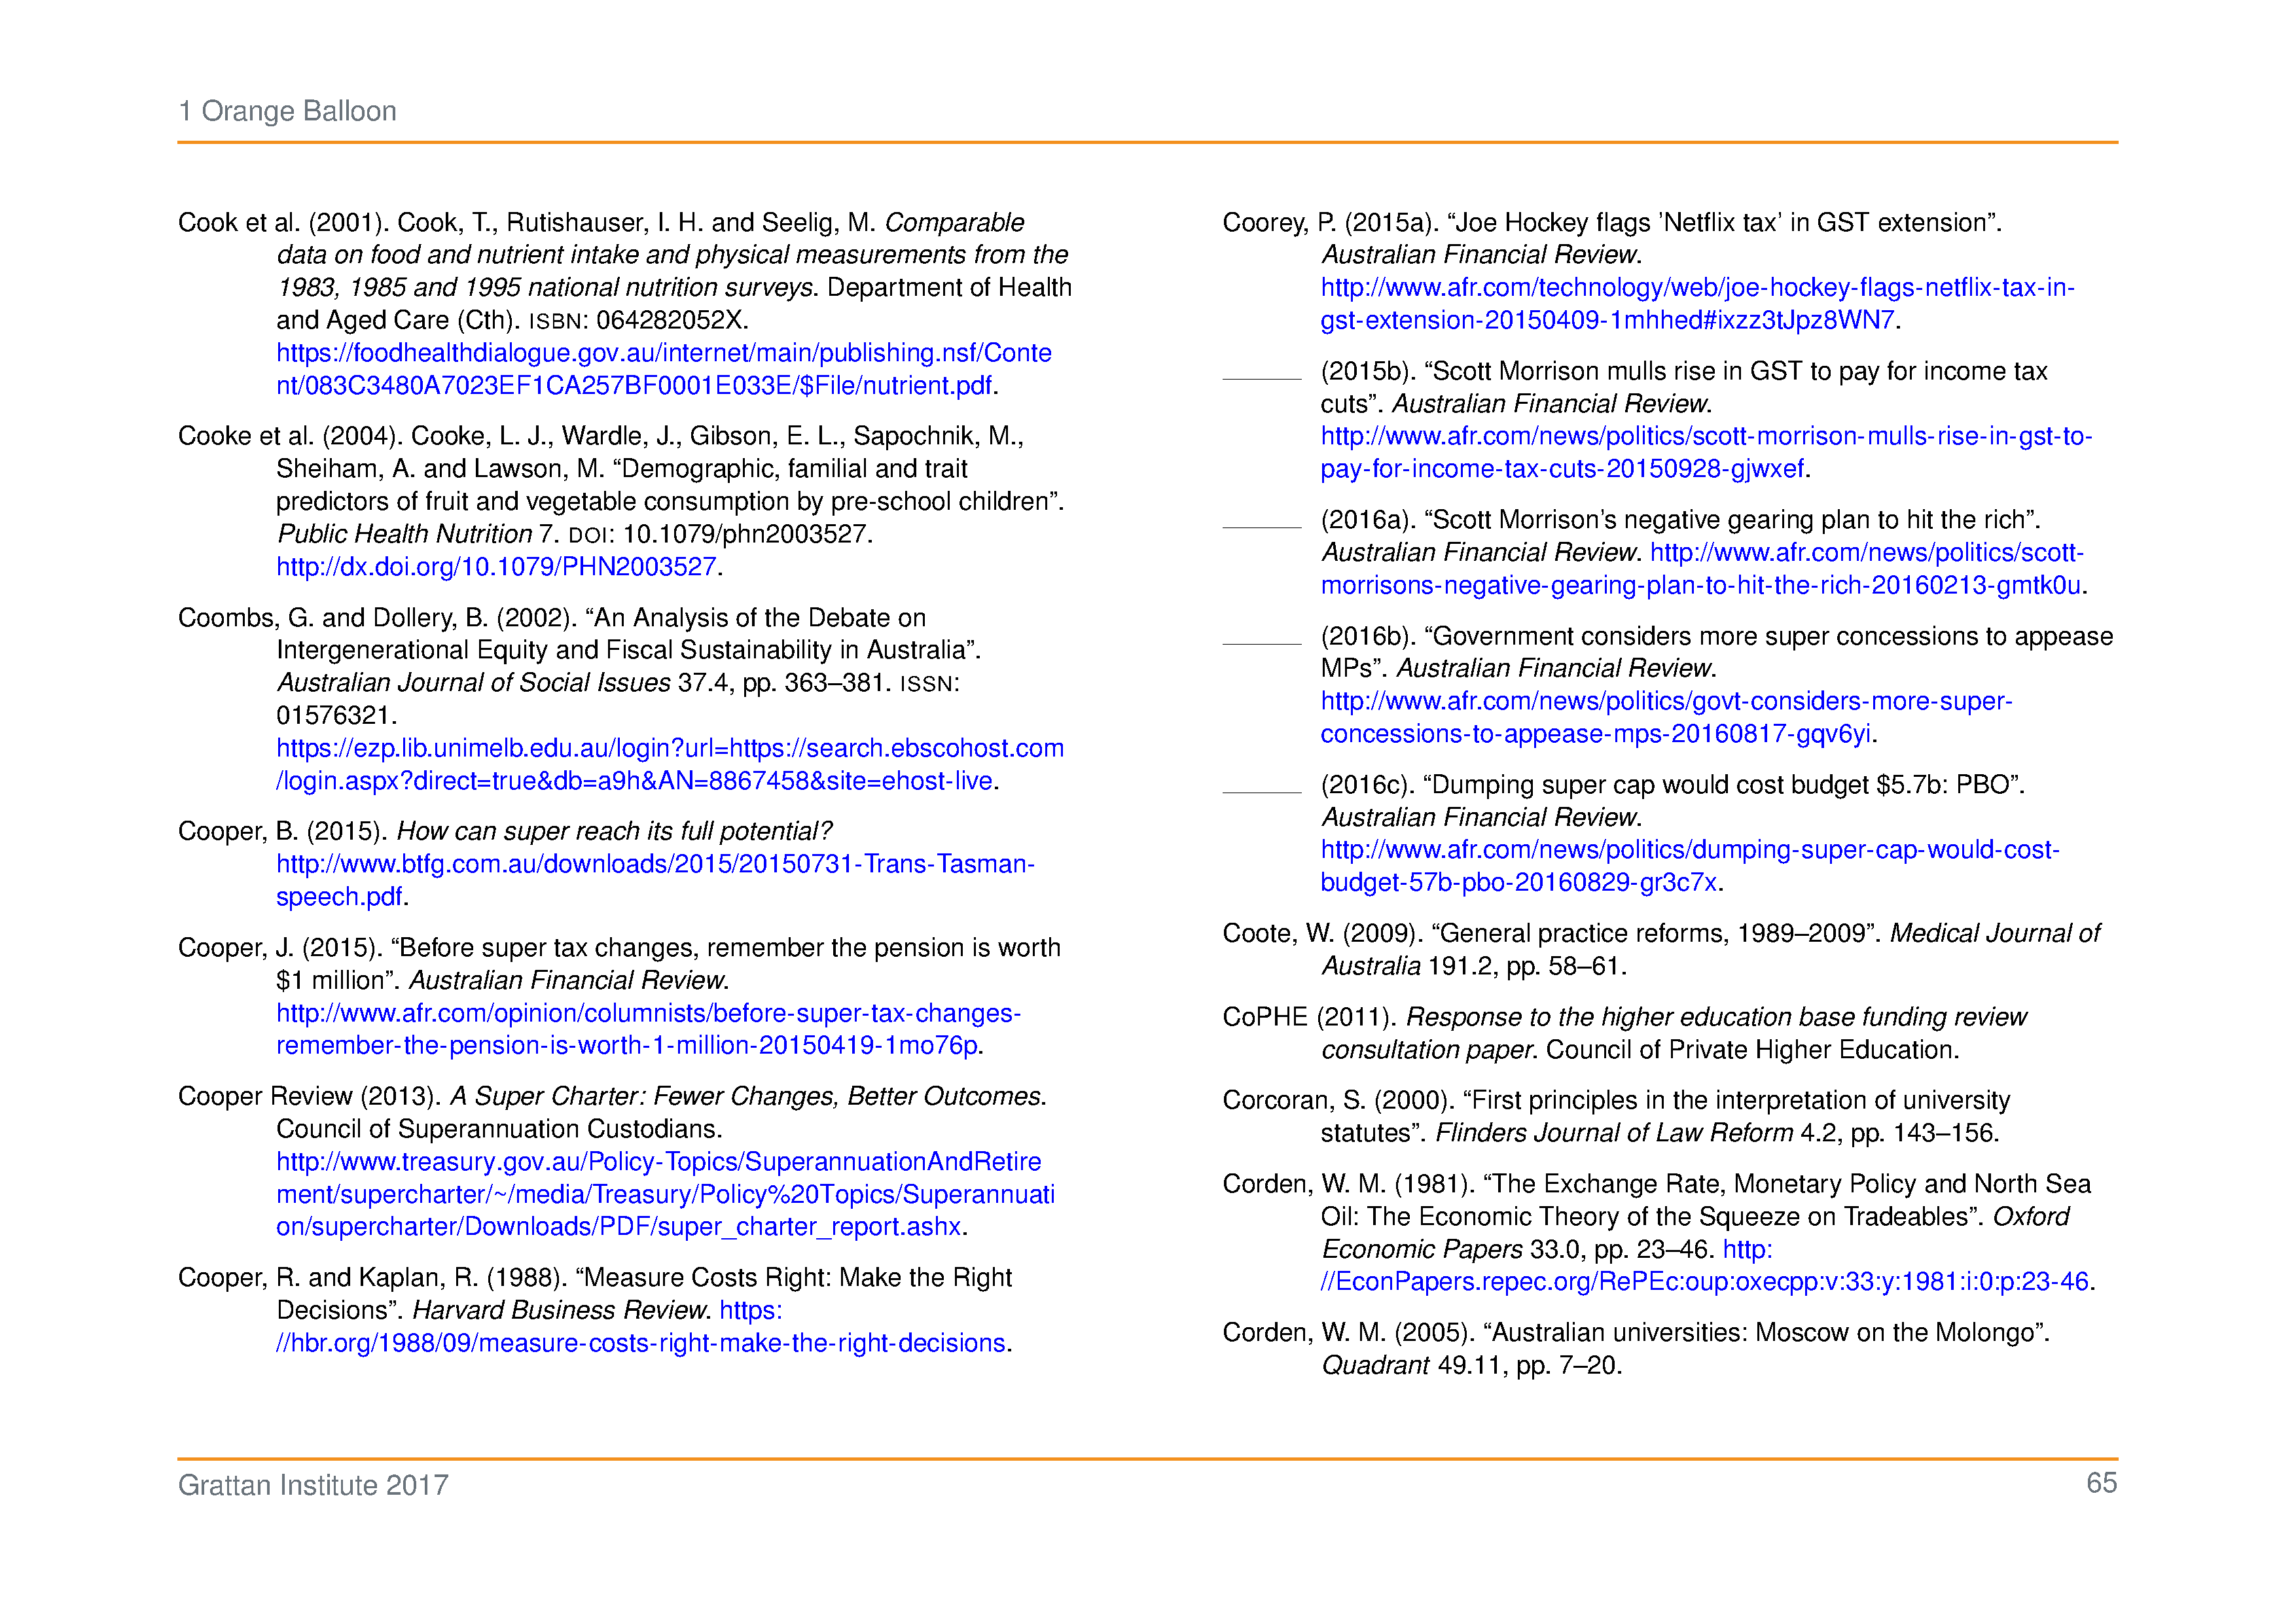 1 Orange Balloon
Cook et al. (2001). Cook, T., Rutishauser, I. H. and Seelig, M. Comparable
data on food and nutrient intake and physical measurements from the
1983, 1985 and 1995 national nutrition surveys. Department of Health
and Aged Care (Cth). ISBN: 064282052X.
https://foodhealthdialogue.gov.au/internet/main/publishing.nsf/Conte
nt/083C3480A7023EF1CA257BF0001E033E/$File/nutrient.pdf.
Cooke et al. (2004). Cooke, L. J., Wardle, J., Gibson, E. L., Sapochnik, M.,
Sheiham, A. and Lawson, M. “Demographic, familial and trait
predictors of fruit and vegetable consumption by pre-school children”.
Public Health Nutrition 7. DOI: 10.1079/phn2003527.
http://dx.doi.org/10.1079/PHN2003527.
Coombs, G. and Dollery, B. (2002). “An Analysis of the Debate on
Intergenerational Equity and Fiscal Sustainability in Australia”.
Australian Journal of Social Issues 37.4, pp. 363–381. ISSN:
01576321.
https://ezp.lib.unimelb.edu.au/login?url=https://search.ebscohost.com
/login.aspx?direct=true&db=a9h&AN=8867458&site=ehost-live.
Cooper, B. (2015). How can super reach its full potential?
http://www.btfg.com.au/downloads/2015/20150731-Trans-Tasman-
speech.pdf.
Cooper, J. (2015). “Before super tax changes, remember the pension is worth
$1 million”. Australian Financial Review.
http://www.afr.com/opinion/columnists/before-super-tax-changes-
remember-the-pension-is-worth-1-million-20150419-1mo76p.
Cooper Review (2013). A Super Charter: Fewer Changes, Better Outcomes.
Council of Superannuation Custodians.
http://www.treasury.gov.au/Policy-Topics/SuperannuationAndRetire
ment/supercharter/~/media/Treasury/Policy%20Topics/Superannuati
on/supercharter/Downloads/PDF/super_charter_report.ashx.
Cooper, R. and Kaplan, R. (1988). “Measure Costs Right: Make the Right
Decisions”. Harvard Business Review. https:
//hbr.org/1988/09/measure-costs-right-make-the-right-decisions.
Coorey, P. (2015a). “Joe Hockey flags 'Netflix tax' in GST extension”.
Australian Financial Review.
http://www.afr.com/technology/web/joe-hockey-flags-netflix-tax-in-
gst-extension-20150409-1mhhed#ixzz3tJpz8WN7.
(2015b). “Scott Morrison mulls rise in GST to pay for income tax
cuts”. Australian Financial Review.
http://www.afr.com/news/politics/scott-morrison-mulls-rise-in-gst-to-
pay-for-income-tax-cuts-20150928-gjwxef.
(2016a). “Scott Morrison's negative gearing plan to hit the rich”.
Australian Financial Review. http://www.afr.com/news/politics/scott-
morrisons-negative-gearing-plan-to-hit-the-rich-20160213-gmtk0u.
(2016b). “Government considers more super concessions to appease
MPs”. Australian Financial Review.
http://www.afr.com/news/politics/govt-considers-more-super-
concessions-to-appease-mps-20160817-gqv6yi.
(2016c). “Dumping super cap would cost budget $5.7b: PBO”.
Australian Financial Review.
http://www.afr.com/news/politics/dumping-super-cap-would-cost-
budget-57b-pbo-20160829-gr3c7x.
Coote, W. (2009). “General practice reforms, 1989–2009”. Medical Journal of
Australia 191.2, pp. 58–61.
CoPHE (2011). Response to the higher education base funding review
consultation paper. Council of Private Higher Education.
Corcoran, S. (2000). “First principles in the interpretation of university
statutes”. Flinders Journal of Law Reform 4.2, pp. 143–156.
Corden, W. M. (1981). “The Exchange Rate, Monetary Policy and North Sea
Oil: The Economic Theory of the Squeeze on Tradeables”. Oxford
Economic Papers 33.0, pp. 23–46. http:
//EconPapers.repec.org/RePEc:oup:oxecpp:v:33:y:1981:i:0:p:23-46.
Corden, W. M. (2005). “Australian universities: Moscow on the Molongo”.
Quadrant 49.11, pp. 7–20.
Grattan Institute 2017
65